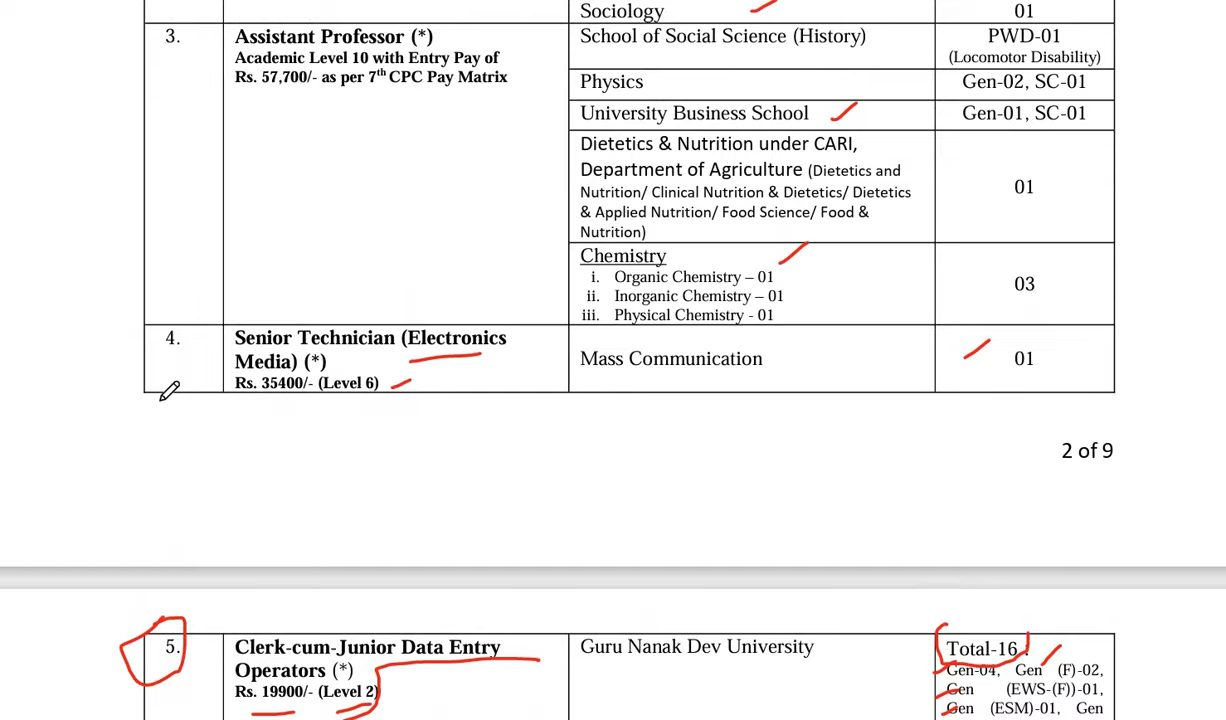 Sociology
01
3.
Assistant Professor (*)
Academic Level 10 with Entry Pay of
Rs. 57,700/- as per 7th CPC Pay Matrix
School of Social Science (History)
PWD-01
(Locomotor Disability)
Physics
Gen-02, SC-01
University Business School
Gen-01, SC-01
Dietetics & Nutrition under CARI,
Department of Agriculture (Dietetics and
Nutrition/ Clinical Nutrition & Dietetics/ Dietetics
& Applied Nutrition/ Food Science/ Food &
Nutrition)
01
Chemistry
i. Organic Chemistry – 01
ii. Inorganic Chemistry – 01
iii. Physical Chemistry - 01
03
4.
Senior Technician (Electronics
Media) (*)
Rs. 35400/- (Level 6)
Mass Communication
01
2 of 9
5.
Clerk-cum-Junior Data Entry
Operators (*)
Rs. 19900/- (Level 2)
Guru Nanak Dev University
Total-16
Gen-04, Gen (F)-02,
Gen (EWS-(F))-01,
Gen (ESM)-01, Gen